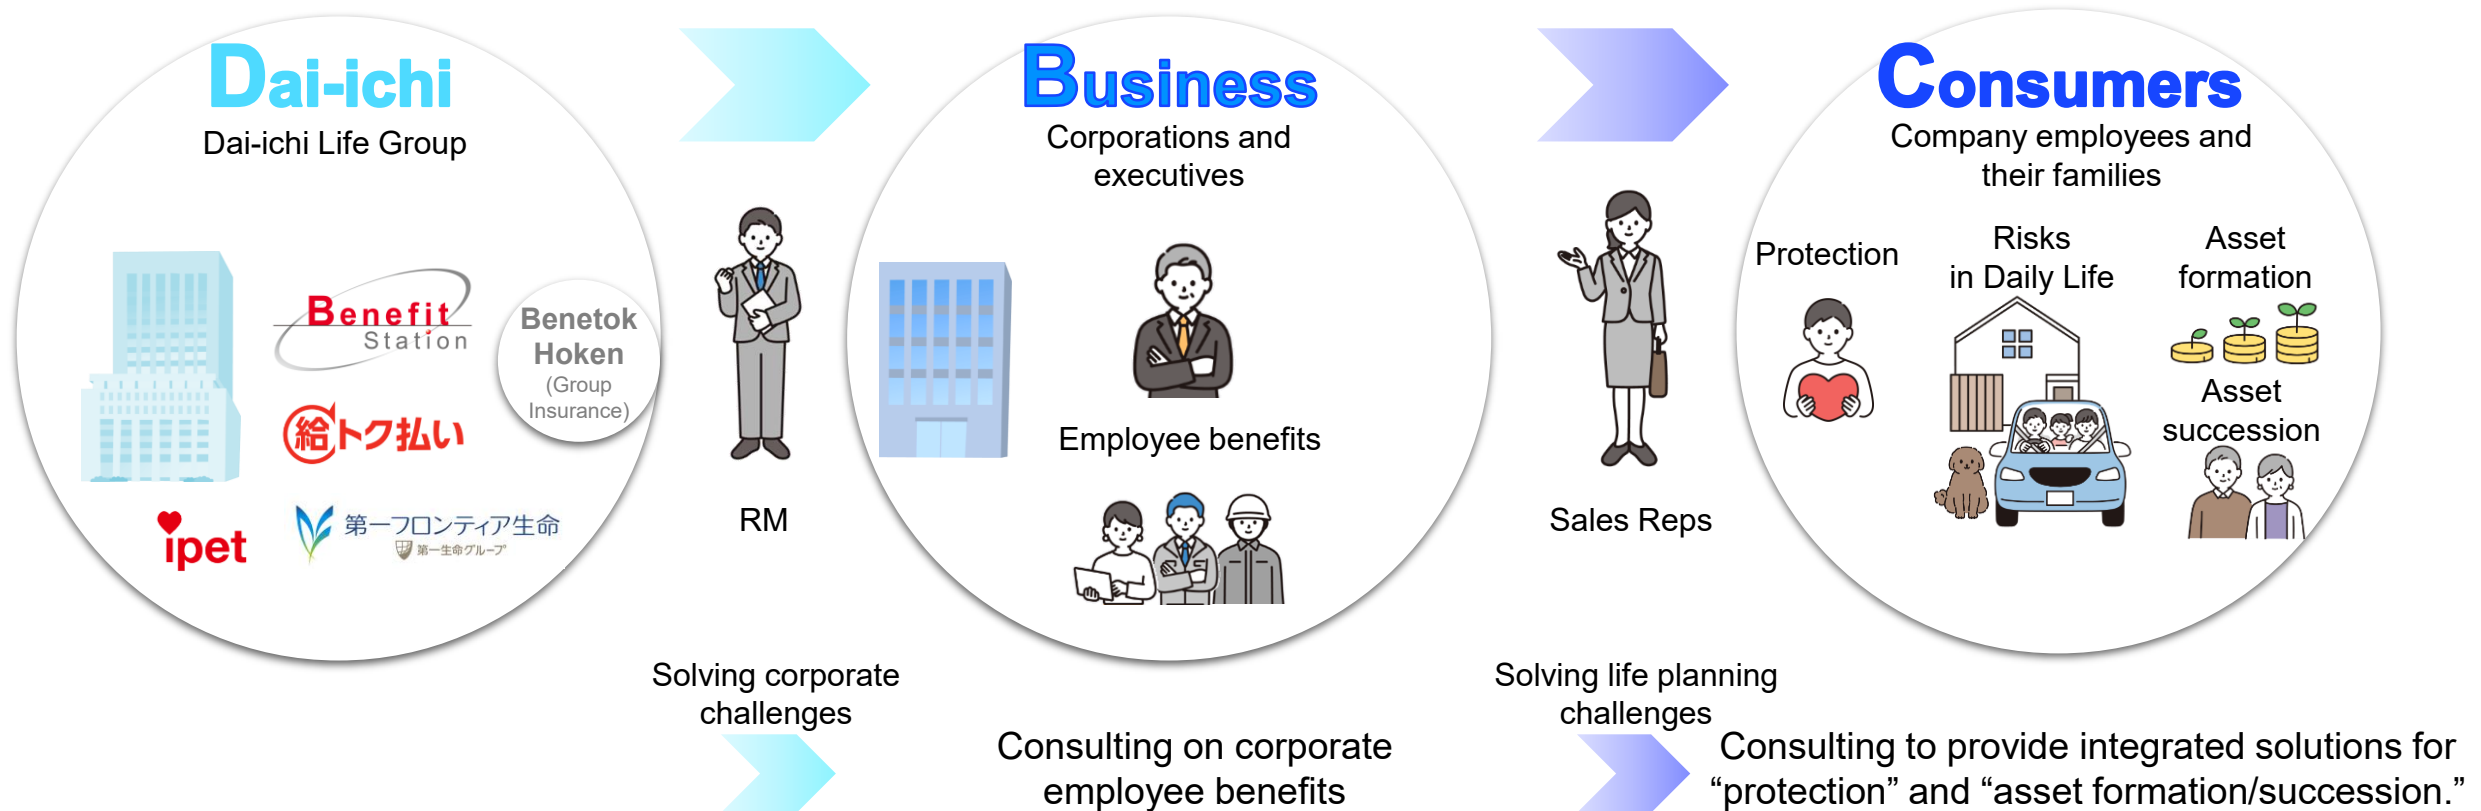 Dai-ichi
Dai-ichi Life Group
Benefit
Station
Benetok
Hoken
(Group
Insurance)
給トク払い
ipet
第一フロンティア生命
第一生命グループ
RM
Solving corporate
challenges
Business
Corporations and
executives
Employee benefits
Consulting on corporate
employee benefits
Sales Reps
Solving life planning
challenges
Consumers
Company employees and
their families
Protection
Risks
in Daily Life
Asset
formation
Asset
succession
Consulting to provide integrated solutions for
“protection” and “asset formation/succession.”